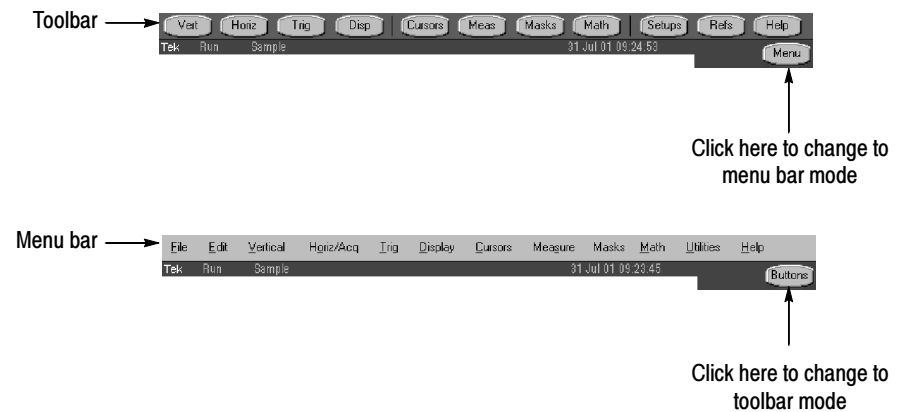 Toolbar
Vert Horiz Trig Disp Cursors Meas Masks Math Setups Refs Help
Tek Run Sample 31 Jul 01 09:24:53
Menu
Click here to change to
menu bar mode
Menu bar
File Edit Vertical Horiz/Acq Trig Display Cursors Measure Masks Math Utilities Help
Tek Run Sample 31 Jul 01 09:23:45
Buttons
Click here to change to
toolbar mode